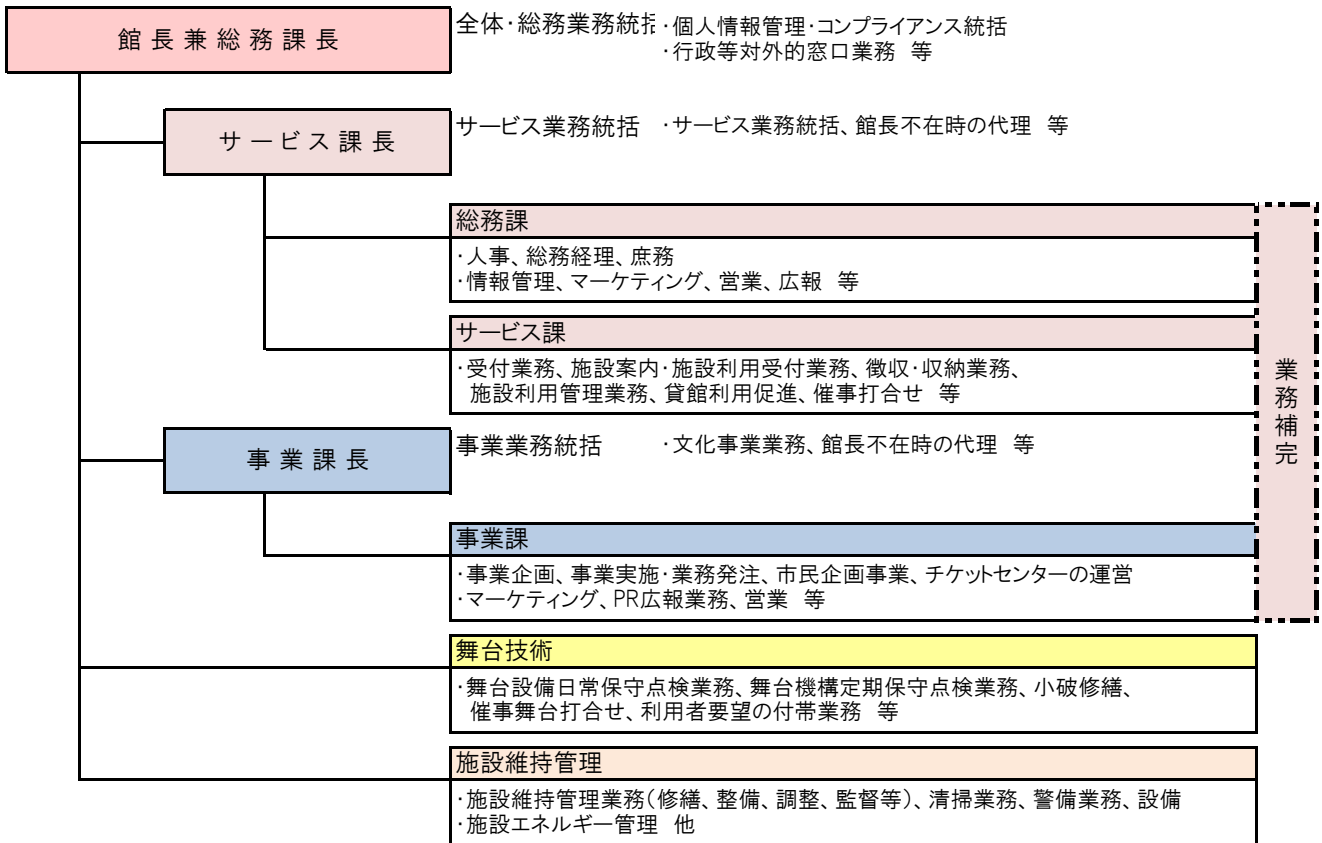 館長兼総務課長
全体・総務業務統括
・個人情報管理・コンプライアンス統括
・行政等対外的窓口業務 等
サービス課長
サービス業務統括 ・サービス業務統括、館長不在時の代理 等
総務課
・人事、総務経理、庶務
・情報管理、マーケティング、営業、広報 等
サービス課
・受付業務、施設案内・施設利用受付業務、徴収・収納業務、
施設利用管理業務、貸館利用促進、催事打合せ 等
業務補完
事業課長
事業業務統括 ・文化事業業務、館長不在時の代理 等
事業課
・事業企画、事業実施・業務発注、市民企画事業、チケットセンターの運営
・マーケティング、PR広報業務、営業 等
舞台技術
・舞台設備日常保守点検業務、舞台機構定期保守点検業務、小破修繕、
催事舞台打合せ、利用者要望の付帯業務 等
施設維持管理
・施設維持管理業務(修繕、整備、調整、監督等)、清掃業務、警備業務、設備
・施設エネルギー管理 他